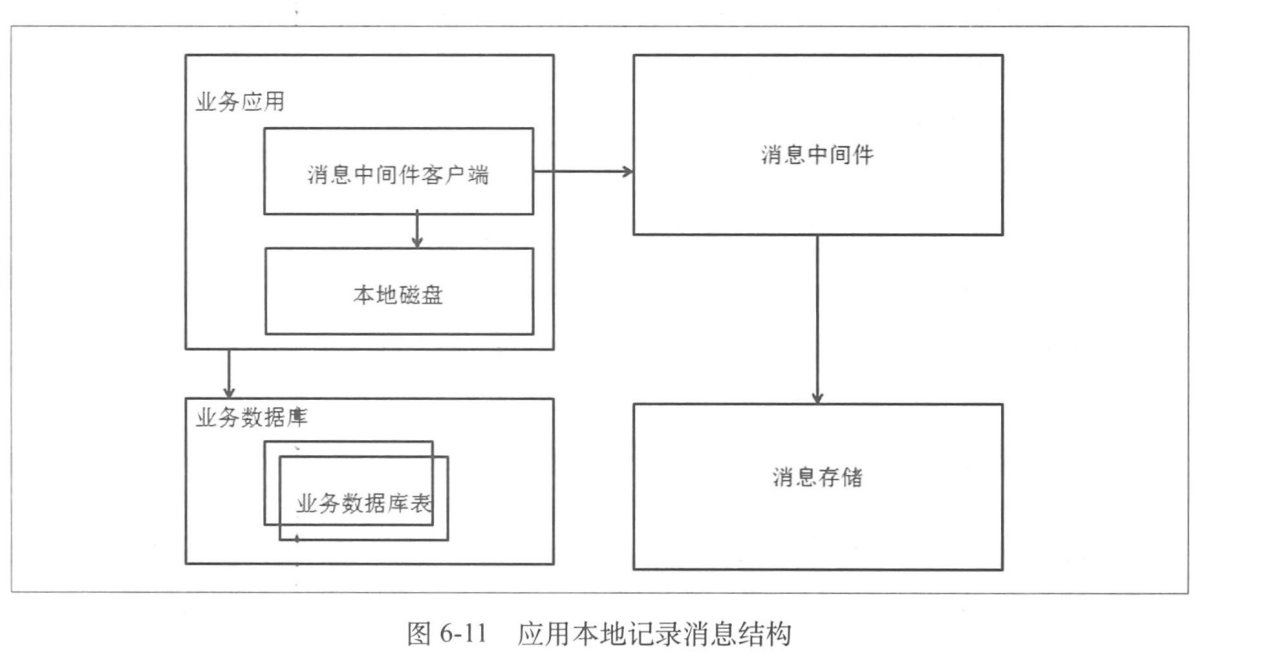 业务应用
消息中间件客户端
本地磁盘
消息中间件
业务数据库
业务数据库表
消息存储
图 6-11 应用本地记录消息结构